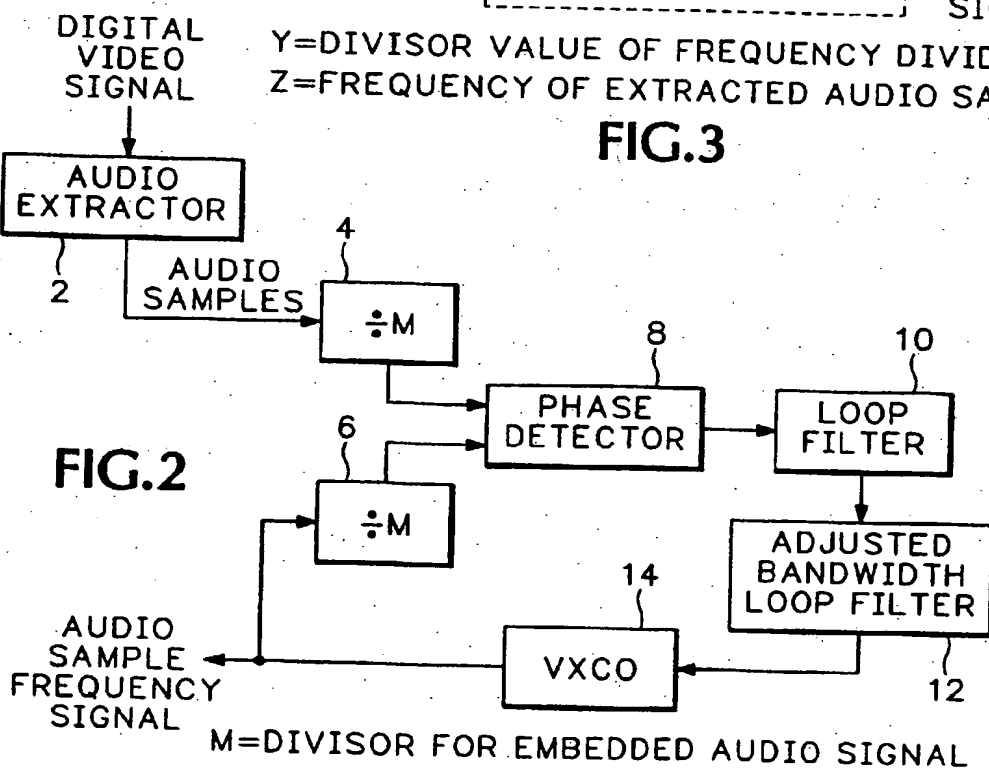 SI
DIGITAL
VIDEO
SIGNAL
Y=DIVISOR VALUE OF FREQUENCY DIVID
Z=FREQUENCY OF EXTRACTED AUDIO SA
FIG.3
AUDIO
EXTRACTOR
2
AUDIO
SAMPLES
4
÷M
8
PHASE
DETECTOR
10
LOOP
FILTER
FIG.2
6
÷M
ADJUSTED
BANDWIDTH
LOOP FILTER
12
14
VXCO
AUDIO
SAMPLE
FREQUENCY
SIGNAL
M=DIVISOR FOR EMBEDDED AUDIO SIGNAL